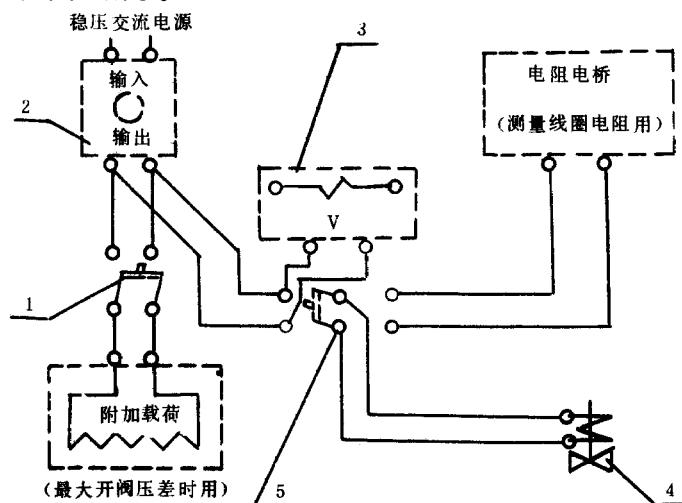 稳压交流电源
3
输入
2
输出
电阻电桥
(测量线圈电阻用)
V
1
附加载荷
(最大开阀压差时用)
5
4